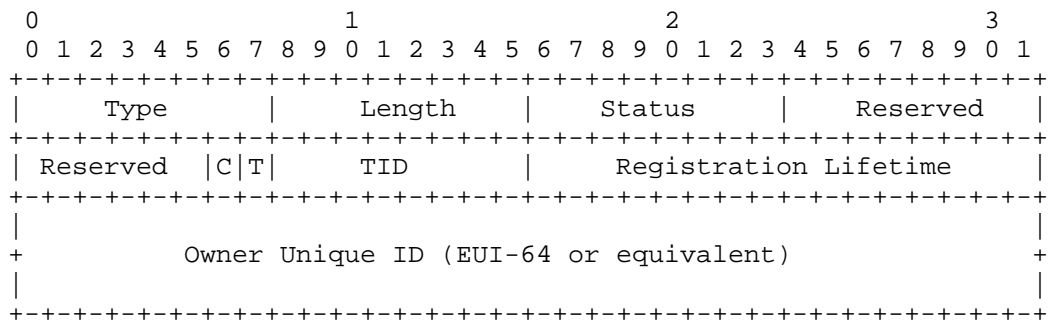 0                   1                   2                   3
 0 1 2 3 4 5 6 7 8 9 0 1 2 3 4 5 6 7 8 9 0 1 2 3 4 5 6 7 8 9 0 1
+-+-+-+-+-+-+-+-+-+-+-+-+-+-+-+-+-+-+-+-+-+-+-+-+-+-+-+-+-+-+-+-+
|     Type      |     Length    |    Status     |    Reserved   |
+-+-+-+-+-+-+-+-+-+-+-+-+-+-+-+-+-+-+-+-+-+-+-+-+-+-+-+-+-+-+-+-+
| Reserved  |C|T|     TID       |     Registration Lifetime     |
+-+-+-+-+-+-+-+-+-+-+-+-+-+-+-+-+-+-+-+-+-+-+-+-+-+-+-+-+-+-+-+-+
|                                                               |
+          Owner Unique ID (EUI-64 or equivalent)               +
|                                                               |
+-+-+-+-+-+-+-+-+-+-+-+-+-+-+-+-+-+-+-+-+-+-+-+-+-+-+-+-+-+-+-+-+